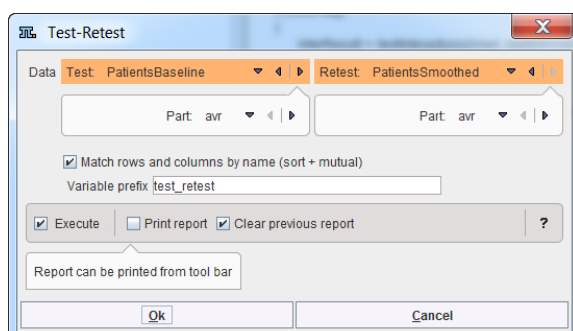 Test-Retest
Data Test: PatientsBaseline Retest: PatientsSmoothed
Part: avr Part: avr
Match rows and columns by name (sort + mutual)
Variable prefix test_retest
Execute Print report Clear previous report ?
Report can be printed from tool bar
Ok Cancel